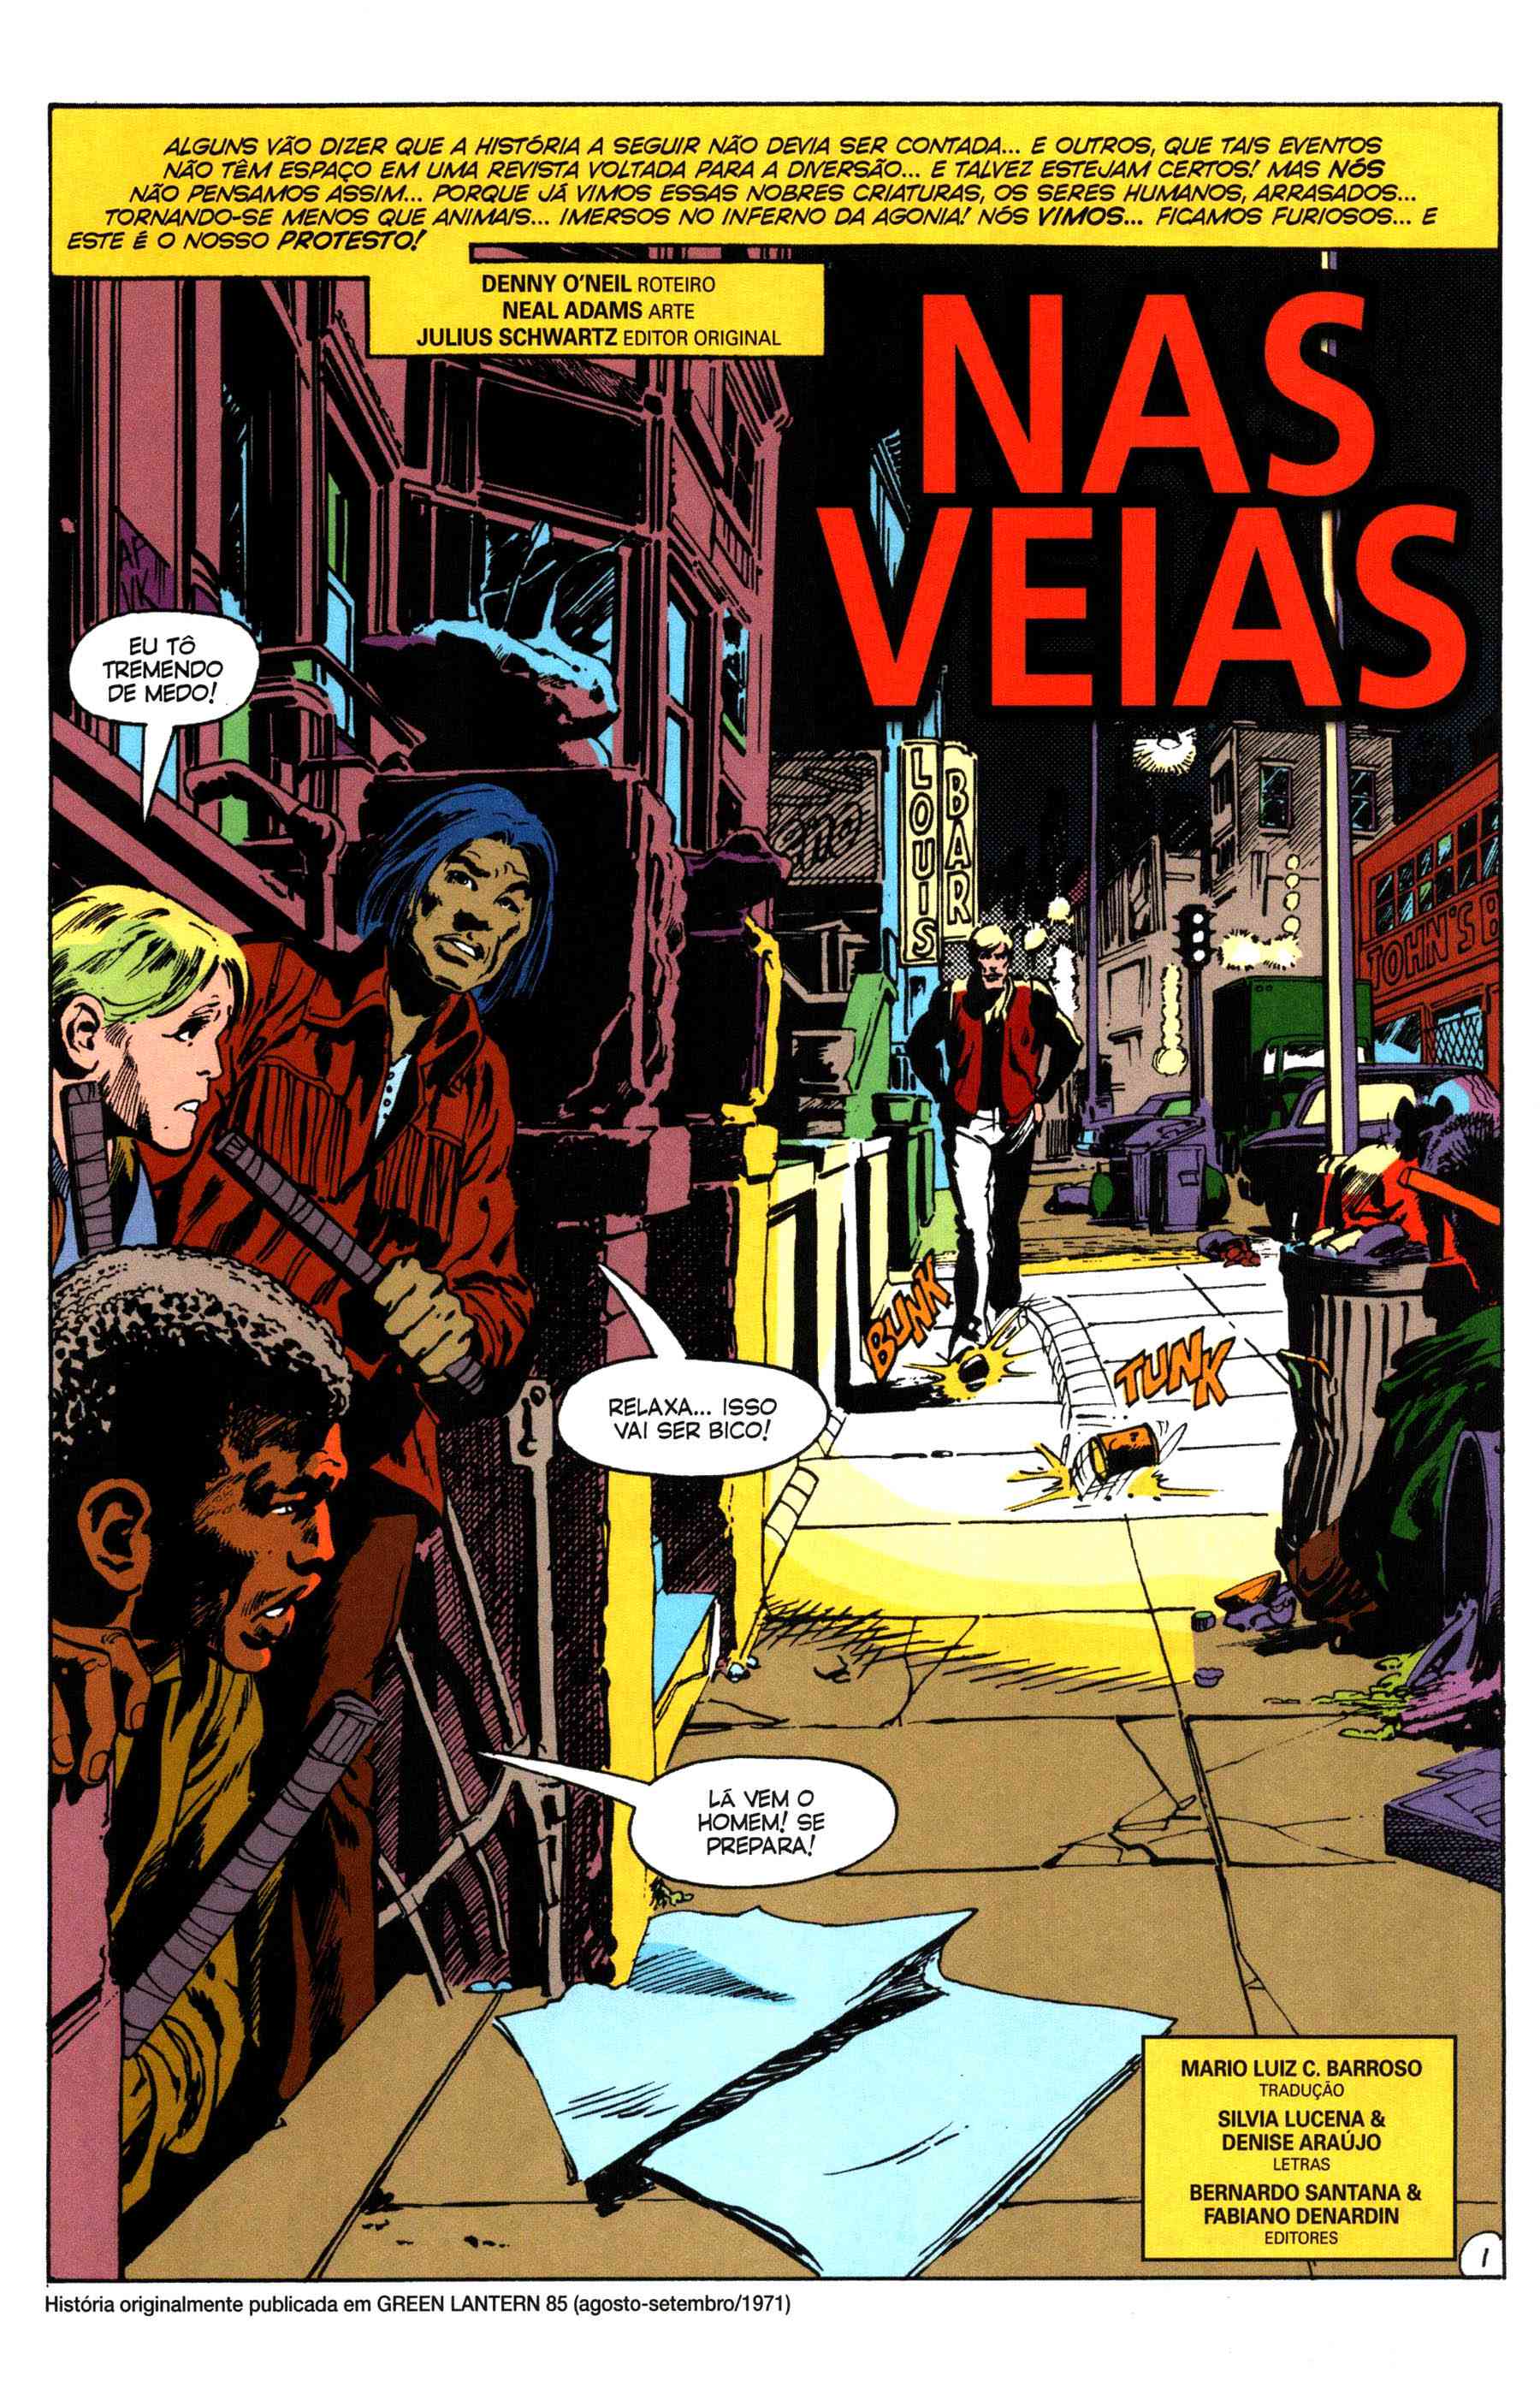 ALGUNS VÃO DIZER QUE A HISTÓRIA A SEGUIR NÃO DEVIA SER CONTADA... E OUTROS, QUE TAIS EVENTOS
NÃO TÊM ESPAÇO EM UMA REVISTA VOLTADA PARA A DIVERSÃO... E TALVEZ ESTEJAM CERTOS! MAS NÓS
NÃO PENSAMOS ASSIM... PORQUE JÁ VIMOS ESSAS NOBRES CRIATURAS, OS SERES HUMANOS, ARRASADOS...
TORNANDO-SE MENOS QUE ANIMAIS... IMERSOS NO INFERNO DA AGONIA! NÓS VIMOS... FICAMOS FURIOSOS... E
ESTE É O NOSSO PROTESTO!
DENNY O'NEIL ROTEIRO
NEAL ADAMS ARTE
JULIUS SCHWARTZ EDITOR ORIGINAL
NAS
VEIAS
EU TÔ
TREMENDO
DE MEDO!
LOUIS
BAR
JOHN'S B
BUNK
TUNK
RELAXA... ISSO
VAI SER BICO!
LÁ VEM O
HOMEM! SE
PREPARA!
MARIO LUIZ C. BARROSO
TRADUÇÃO
SILVIA LUCENA &
DENISE ARAÚJO
LETRAS
BERNARDO SANTANA &
FABIANO DENARDIN
EDITORES
1
História originalmente publicada em GREEN LANTERN 85 (agosto-setembro/1971)